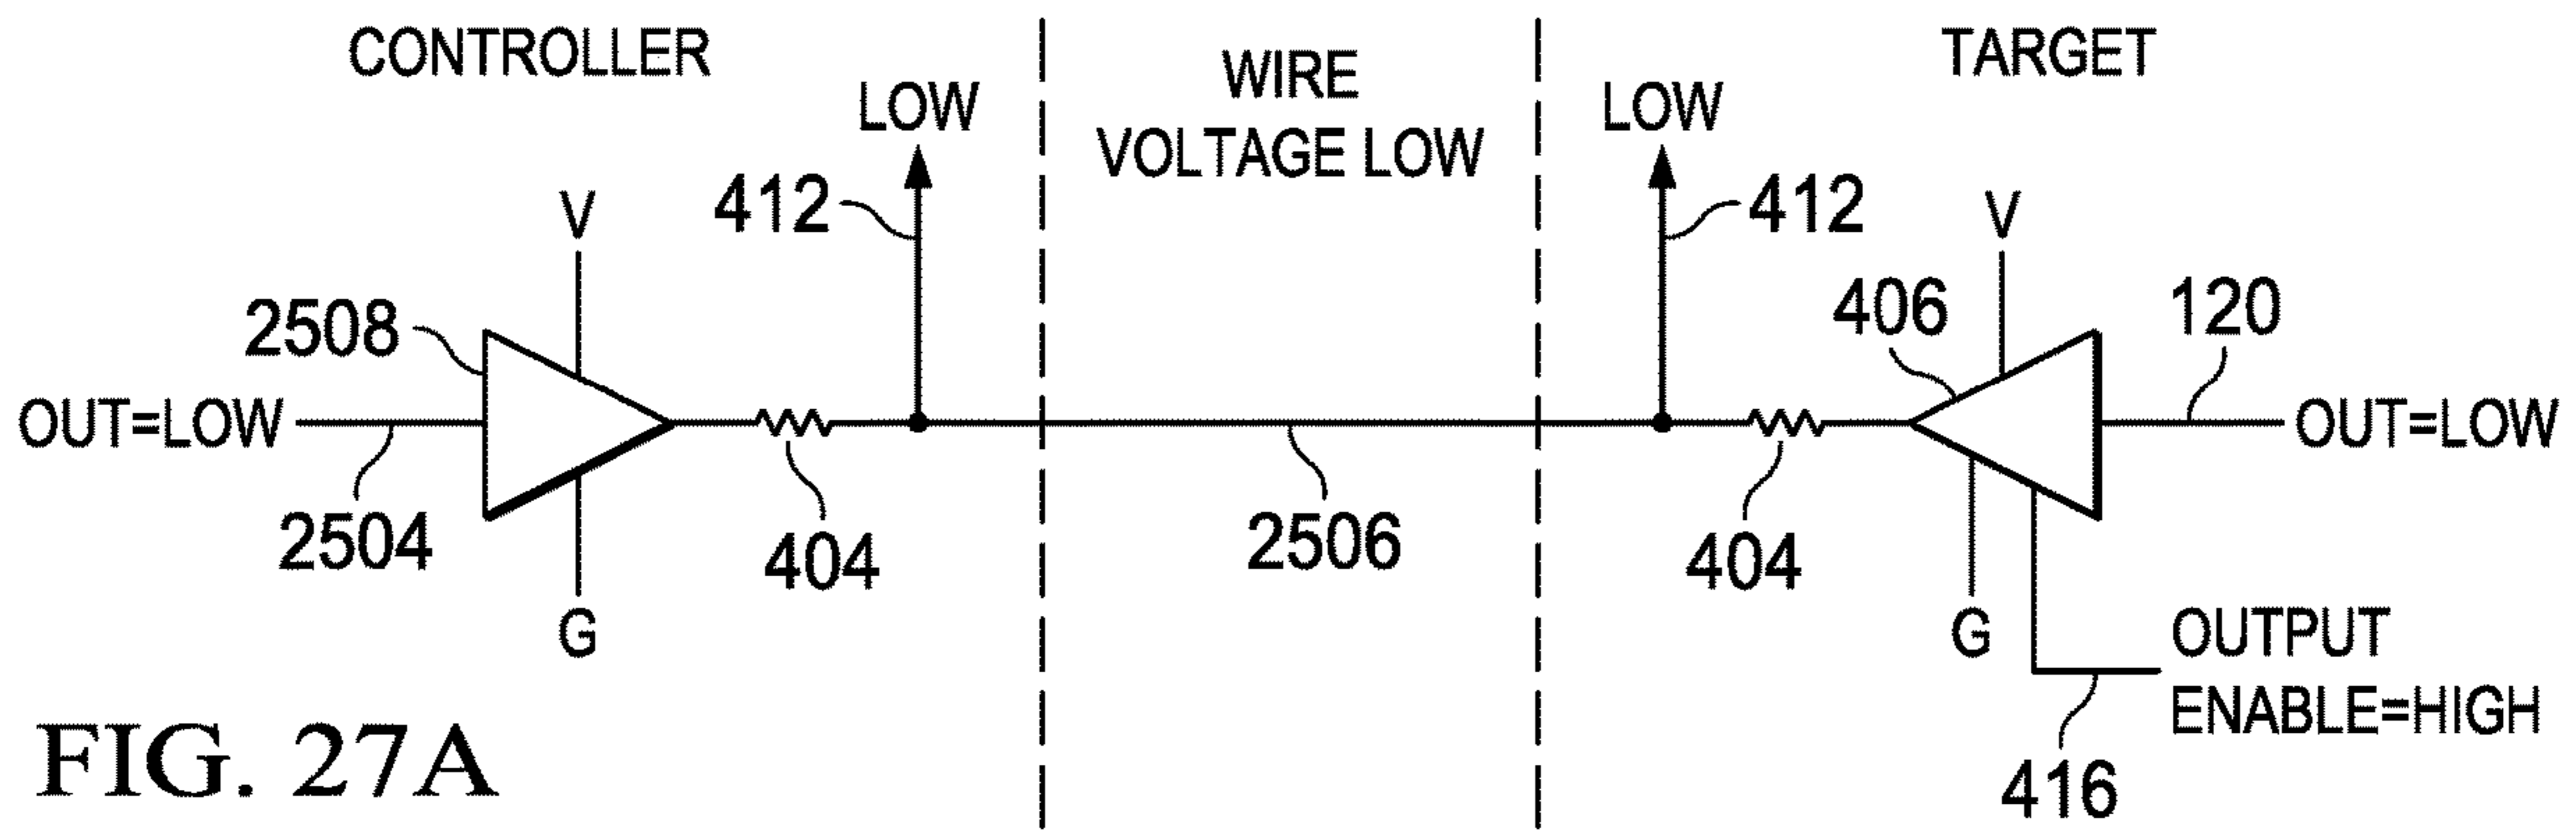 CONTROLLER
WIRE
VOLTAGE LOW
TARGET
LOW
LOW
412
412
V
V
2508
406
120
OUT=LOW
OUT=LOW
2504
404
2506
404
G
G
OUTPUT
ENABLE=HIGH
416
FIG. 27A